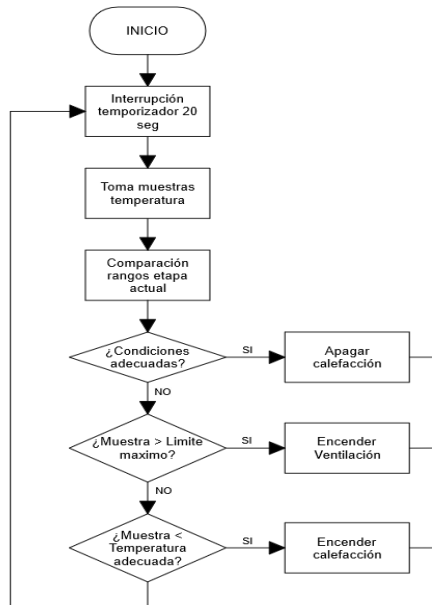 INICIO
Interrupción
temporizador 20
seg
Toma muestras
temperatura
Comparación
rangos etapa
actual
¿Condiciones
adecuadas?
SI
Apagar
calefacción
NO
¿Muestra > Limite
maximo?
SI
Encender
Ventilación
NO
¿Muestra <
Temperatura
adecuada?
SI
Encender
calefacción